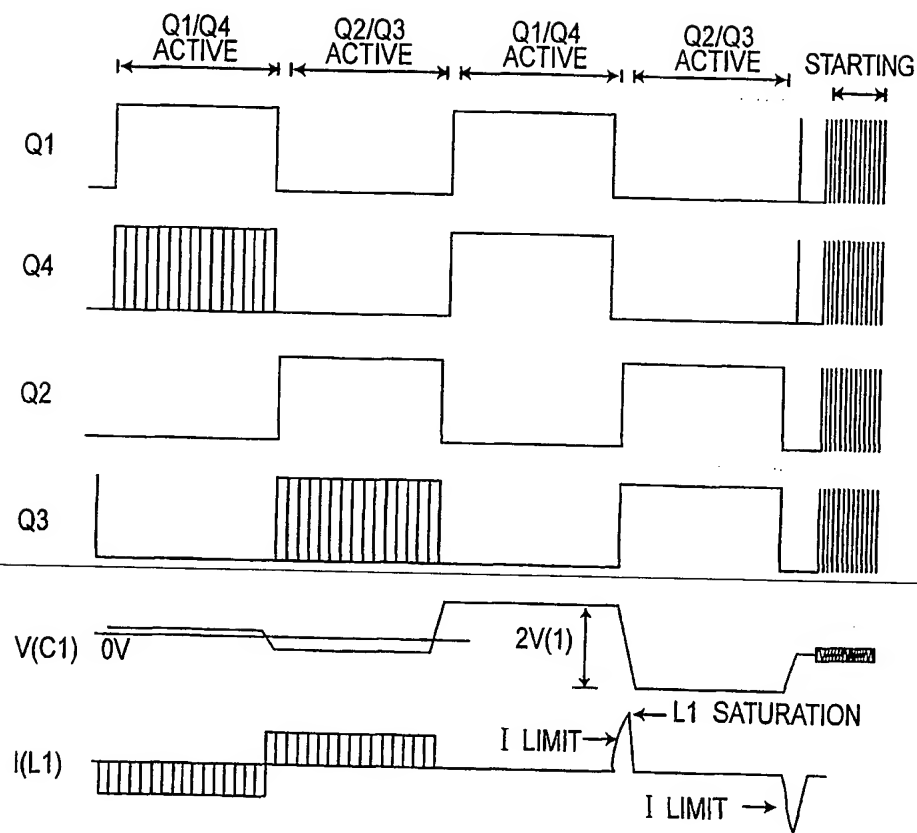 Q1/Q4 ACTIVE
Q2/Q3 ACTIVE
Q1/Q4 ACTIVE
Q2/Q3 ACTIVE
STARTING
Q1
Q4
Q2
Q3
V(C1)
0V
2V(1)
L1 SATURATION
I LIMIT
I(L1)
I LIMIT